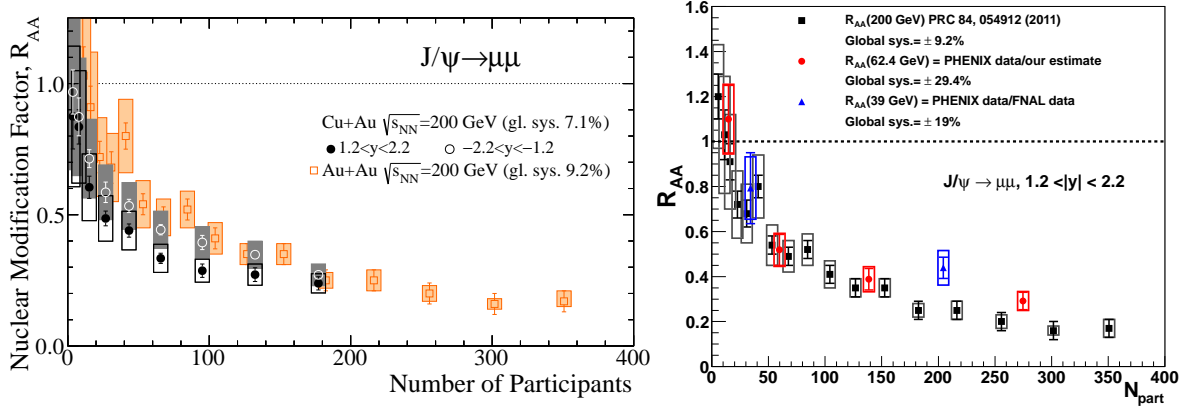 Nuclear Modification Factor, R_AA
1.0
0.5
0.0
J/ψ→μμ
Cu+Au √s_NN=200 GeV (gl. sys. 7.1%)
1.2<y<2.2
−2.2<y<−1.2
Au+Au √s_NN=200 GeV (gl. sys. 9.2%)
0 100 200 300 400
Number of Participants
R_AA
1.6
1.4
1.2
1
0.8
0.6
0.4
0.2
0
R_AA(200 GeV) PRC 84, 054912 (2011)
Global sys.= ± 9.2%
R_AA(62.4 GeV) = PHENIX data/our estimate
Global sys.= ± 29.4%
R_AA(39 GeV) = PHENIX data/FNAL data
Global sys.= ± 19%
J/ψ → μμ, 1.2 <|y| < 2.2
0 50 100 150 200 250 300 350 400
N_part